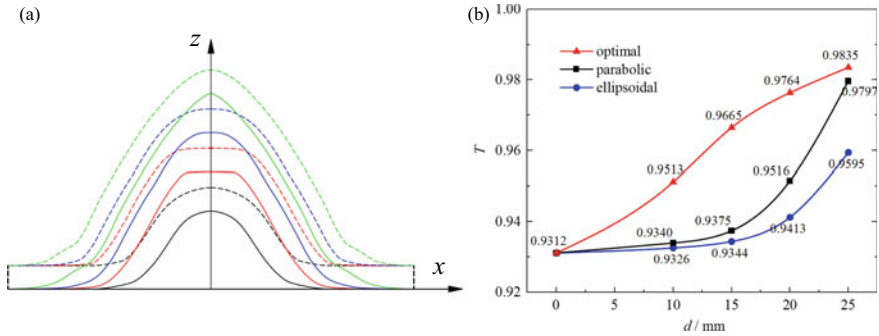 (a)
z
x
(b)
1.00
0.98
0.96
0.94
0.92
T
optimal
parabolic
ellipsoidal
0.9835
0.9764
0.9797
0.9665
0.9513
0.9516
0.9595
0.9375
0.9413
0.9312
0.9340
0.9326
0.9344
0 5 10 15 20 25
d / mm